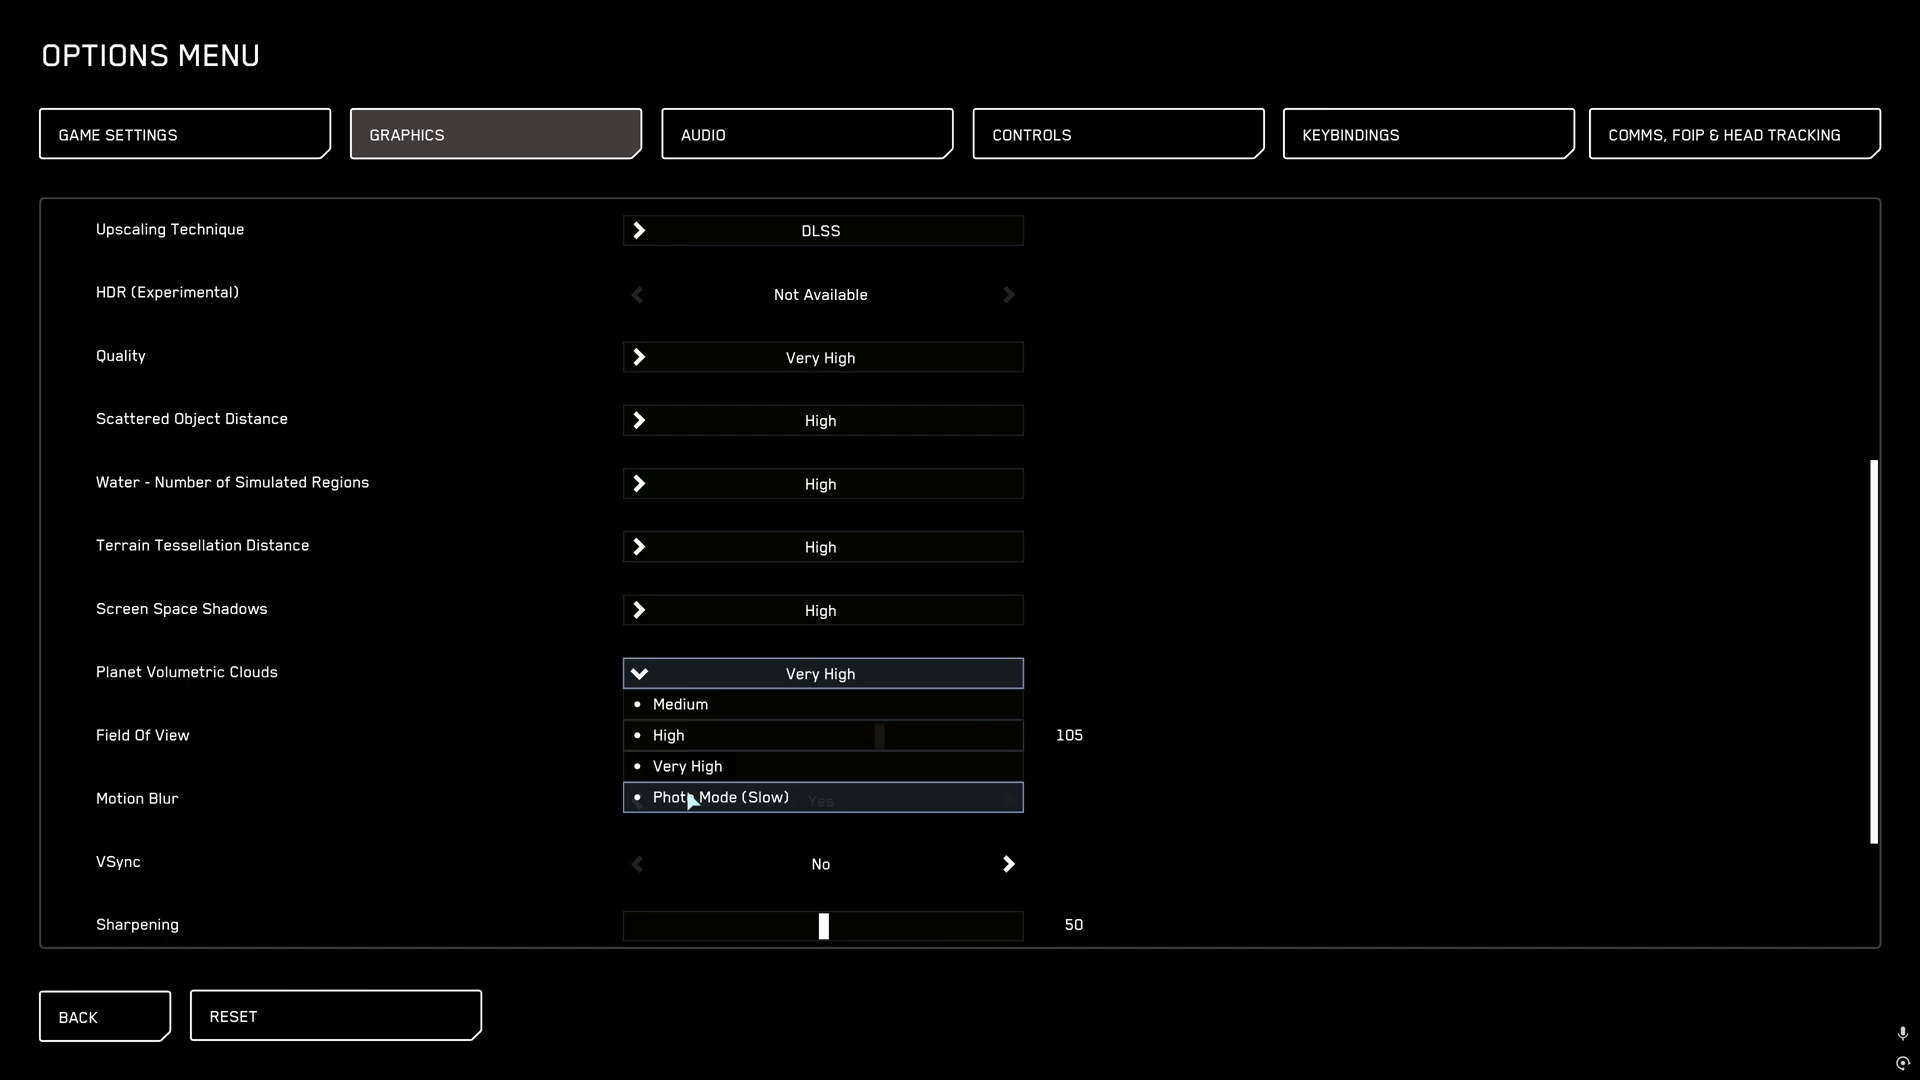 OPTIONS MENU
GAME SETTINGS
GRAPHICS
AUDIO
CONTROLS
KEYBINDINGS
COMMS, FOIP & HEAD TRACKING
Upscaling Technique
DLSS
HDR (Experimental)
Not Available
Quality
Very High
Scattered Object Distance
High
Water - Number of Simulated Regions
High
Terrain Tessellation Distance
High
Screen Space Shadows
High
Planet Volumetric Clouds
Very High
Medium
Field Of View
High
105
Very High
Motion Blur
Photo Mode (Slow)
Yes
VSync
No
Sharpening
50
BACK
RESET